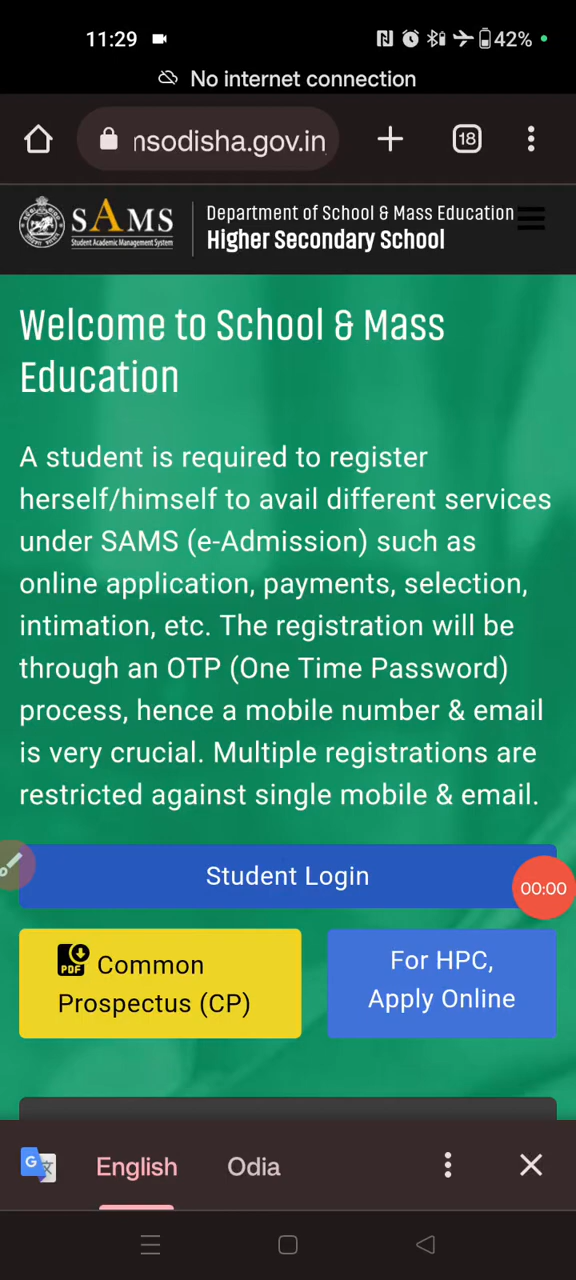 11:29 42%
No internet connection
nsodisha.gov.in 18
SAMS
Student Academic Management System
Department of School & Mass Education
Higher Secondary School
Welcome to School & Mass
Education
A student is required to register
herself/himself to avail different services
under SAMS (e-Admission) such as
online application, payments, selection,
intimation, etc. The registration will be
through an OTP (One Time Password)
process, hence a mobile number & email
is very crucial. Multiple registrations are
restricted against single mobile & email.
Student Login
00:00
PDF Common
Prospectus (CP)
For HPC,
Apply Online
G 文 English Odia